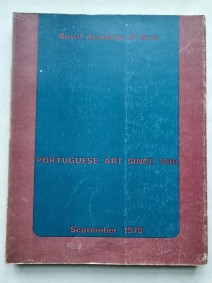 Royal Academy of Arts
PORTUGUESE ART SINCE 1910
September 1978